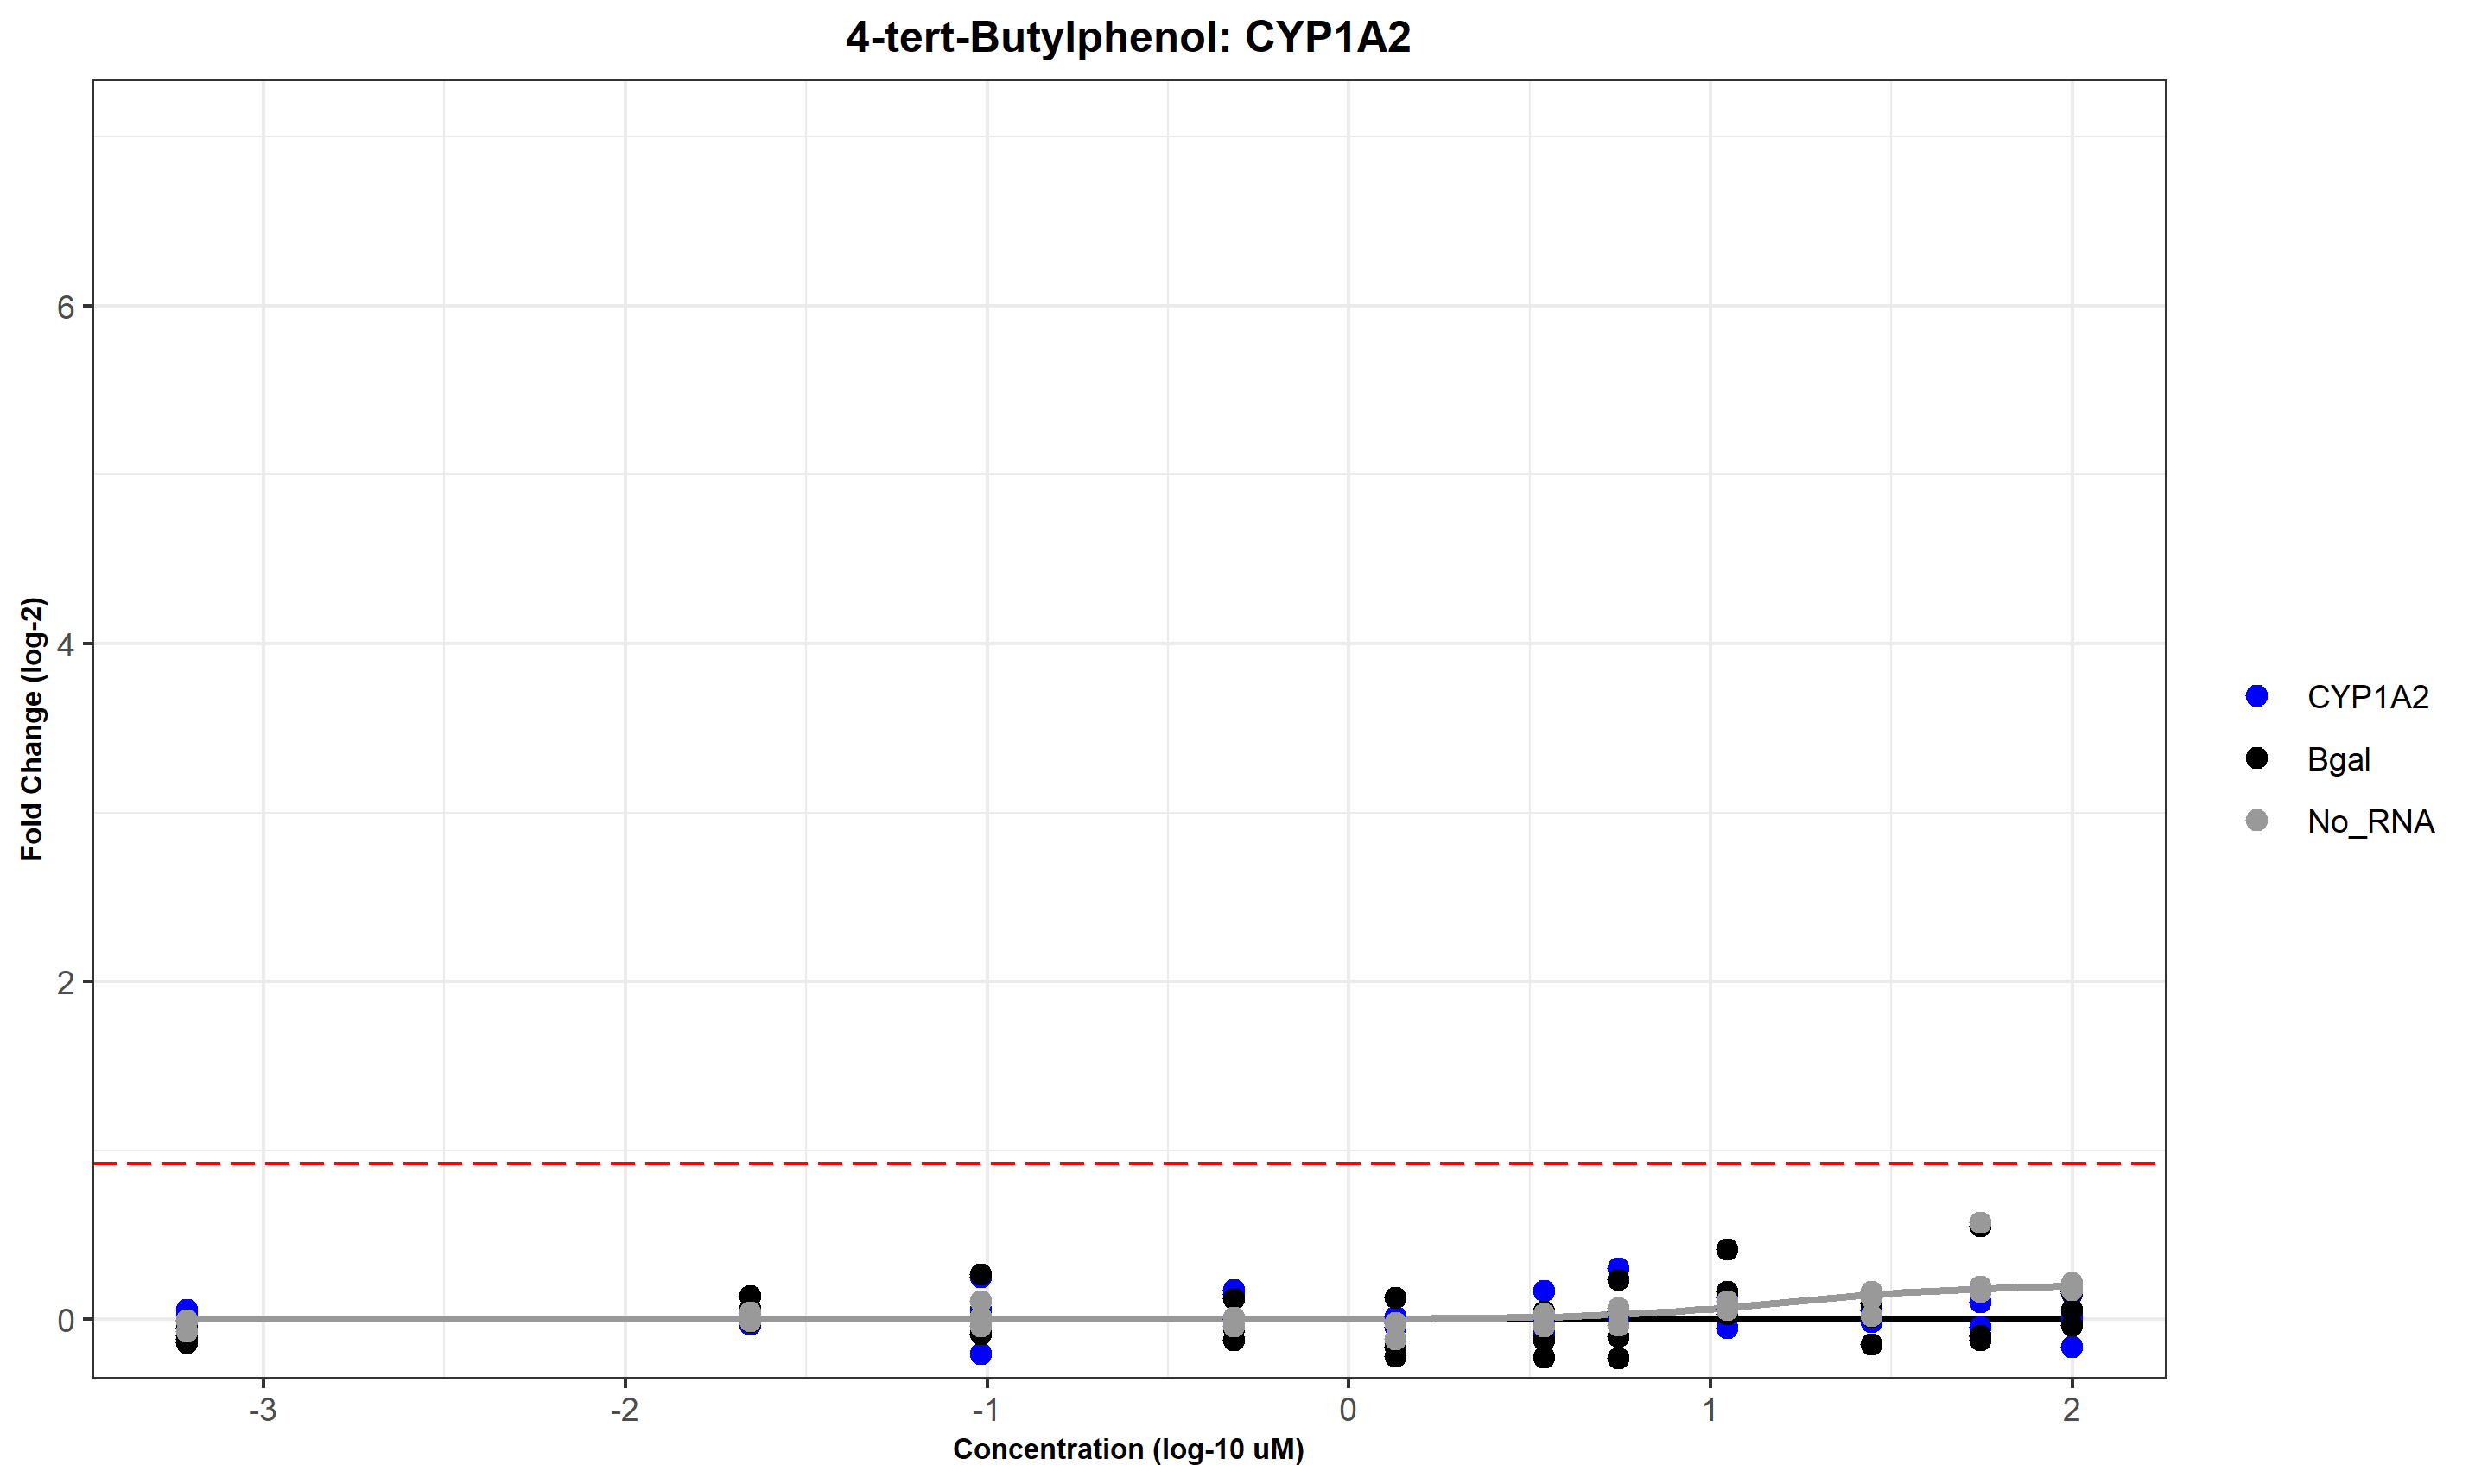 4-tert-Butylphenol: CYP1A2
Fold Change (log-2)
6
4
2
0
-3
-2
-1
0
1
2
Concentration (log-10 uM)
CYP1A2
Bgal
No_RNA